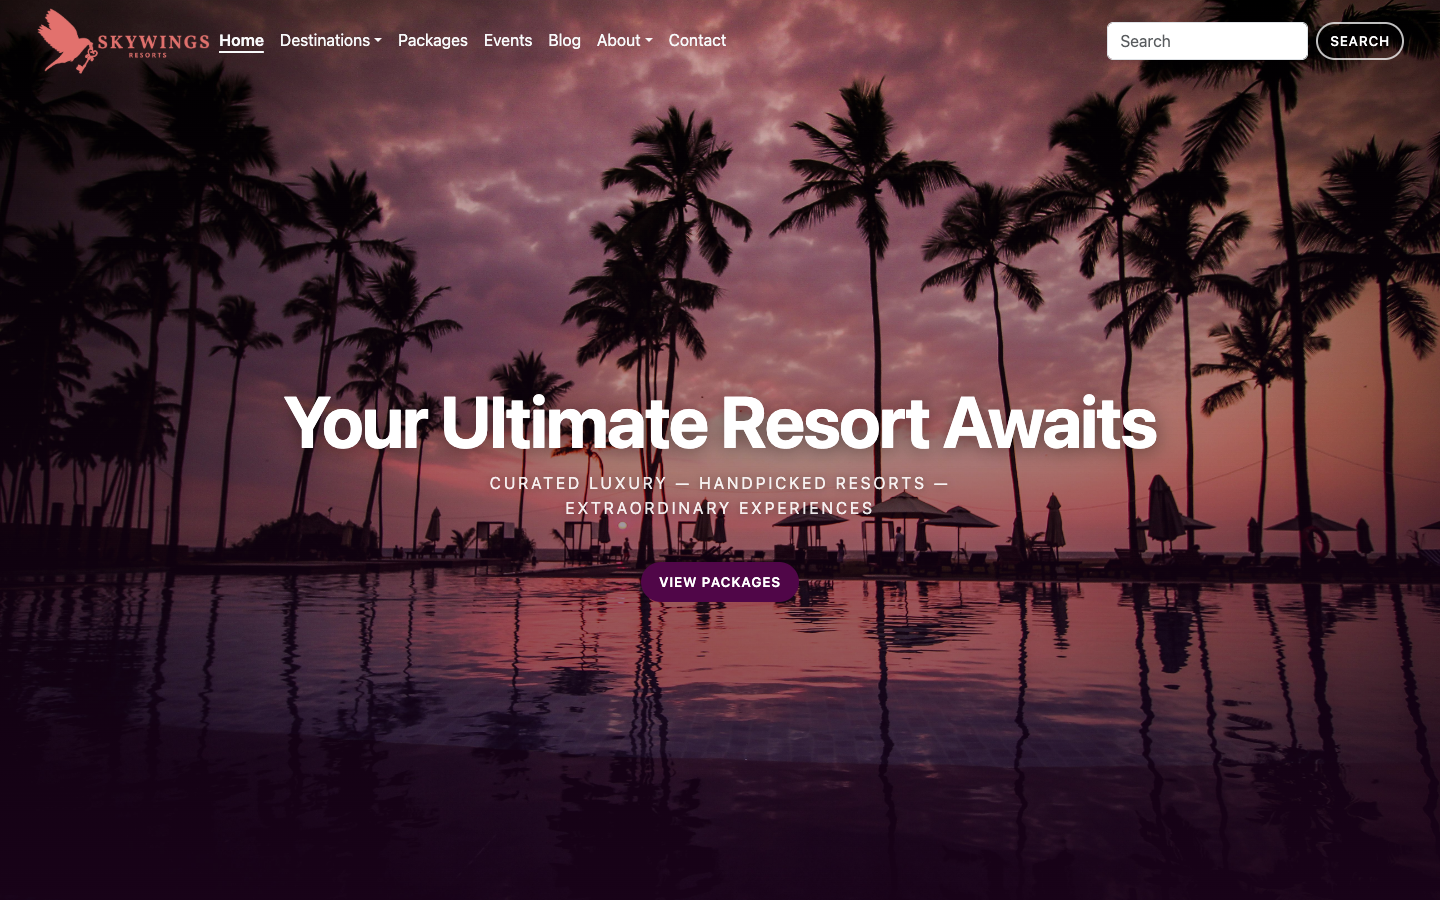 SKYWINGS
RESORTS
Home Destinations Packages Events Blog About Contact
Search
SEARCH
Your Ultimate Resort Awaits
CURATED LUXURY — HANDPICKED RESORTS —
EXTRAORDINARY EXPERIENCES
VIEW PACKAGES